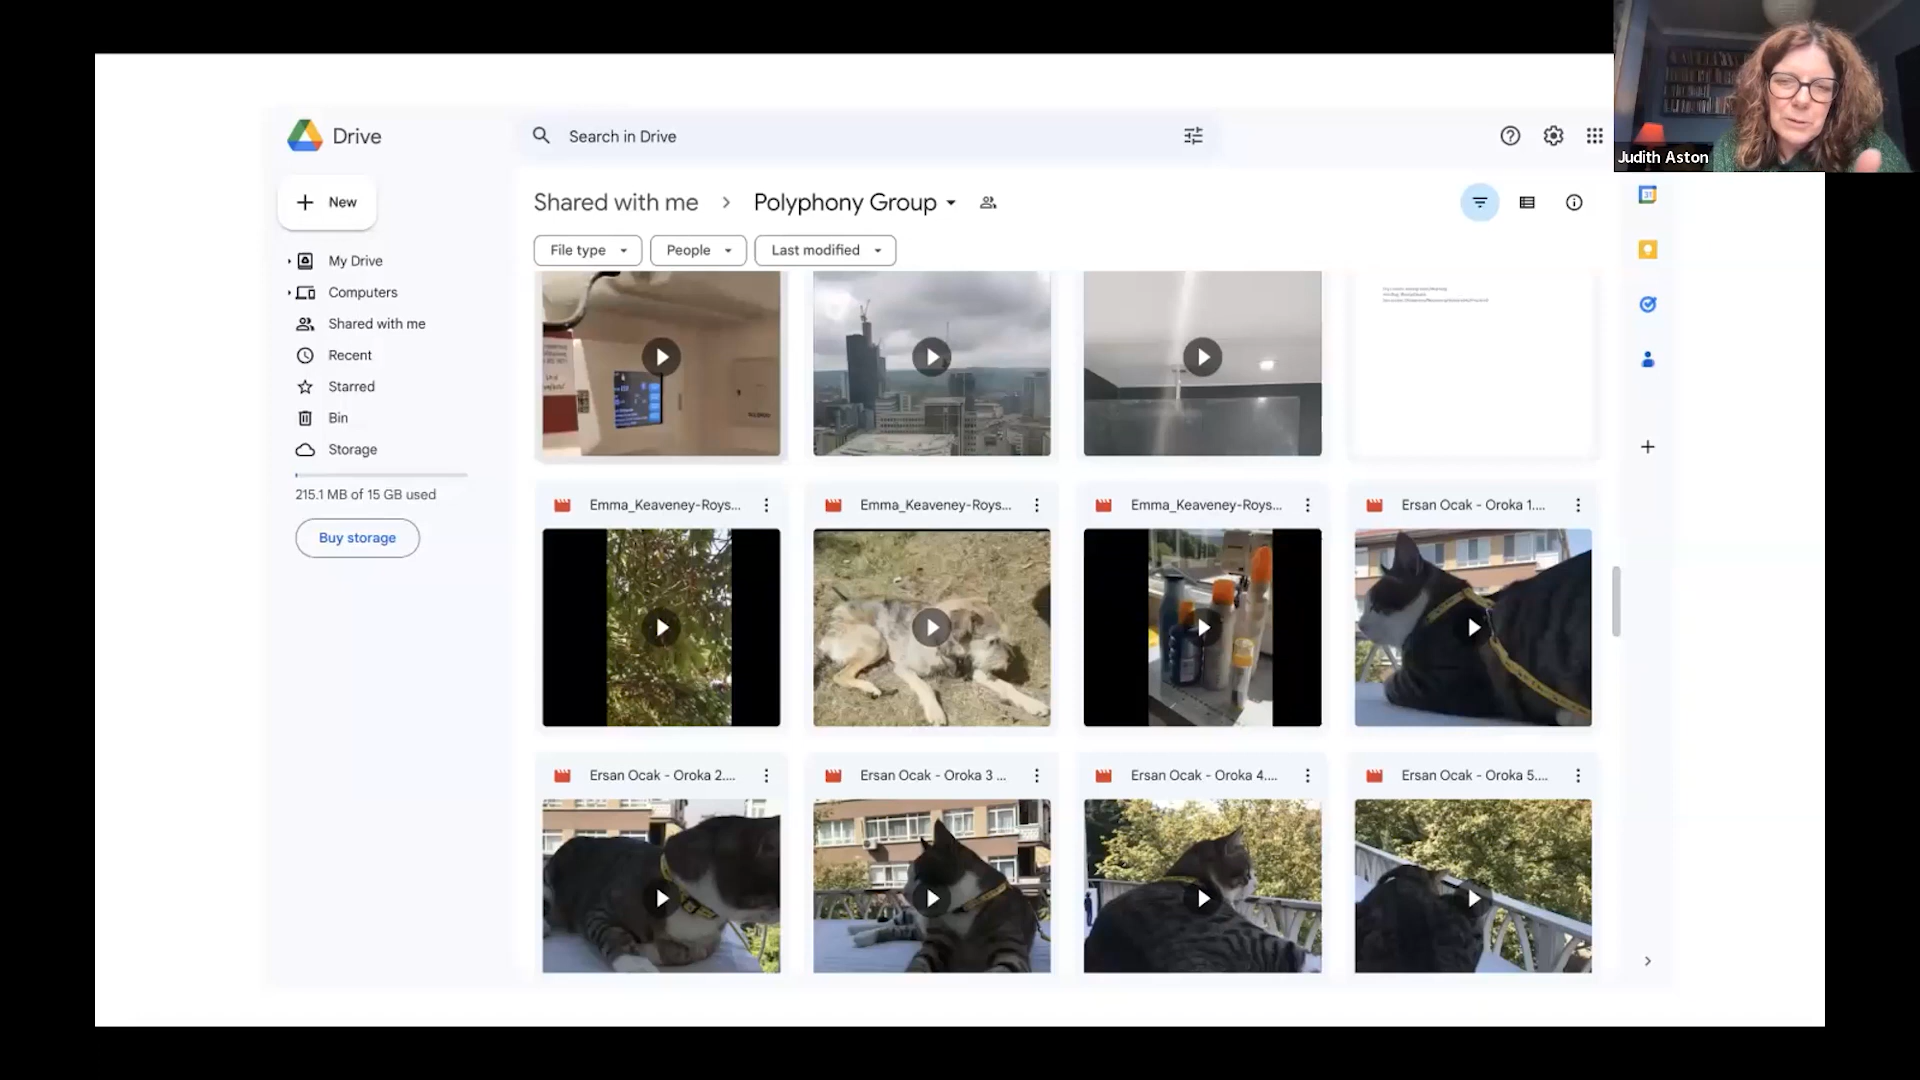 Judith Aston
Drive
Search in Drive
New
Shared with me > Polyphony Group
File type
People
Last modified
My Drive
Computers
Shared with me
Recent
Starred
Bin
Storage
215.1 MB of 15 GB used
Buy storage
Emma_Keaveney-Roys...
Emma_Keaveney-Roys...
Emma_Keaveney-Roys...
Ersan Ocak - Oroka 1....
Ersan Ocak - Oroka 2....
Ersan Ocak - Oroka 3 ...
Ersan Ocak - Oroka 4....
Ersan Ocak - Oroka 5....